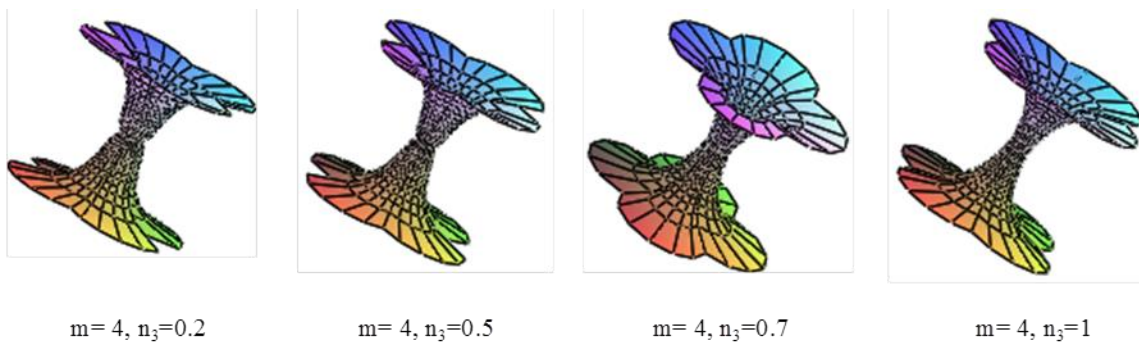 m= 4, n₃=0.2
m= 4, n₃=0.5
m= 4, n₃=0.7
m= 4, n₃=1